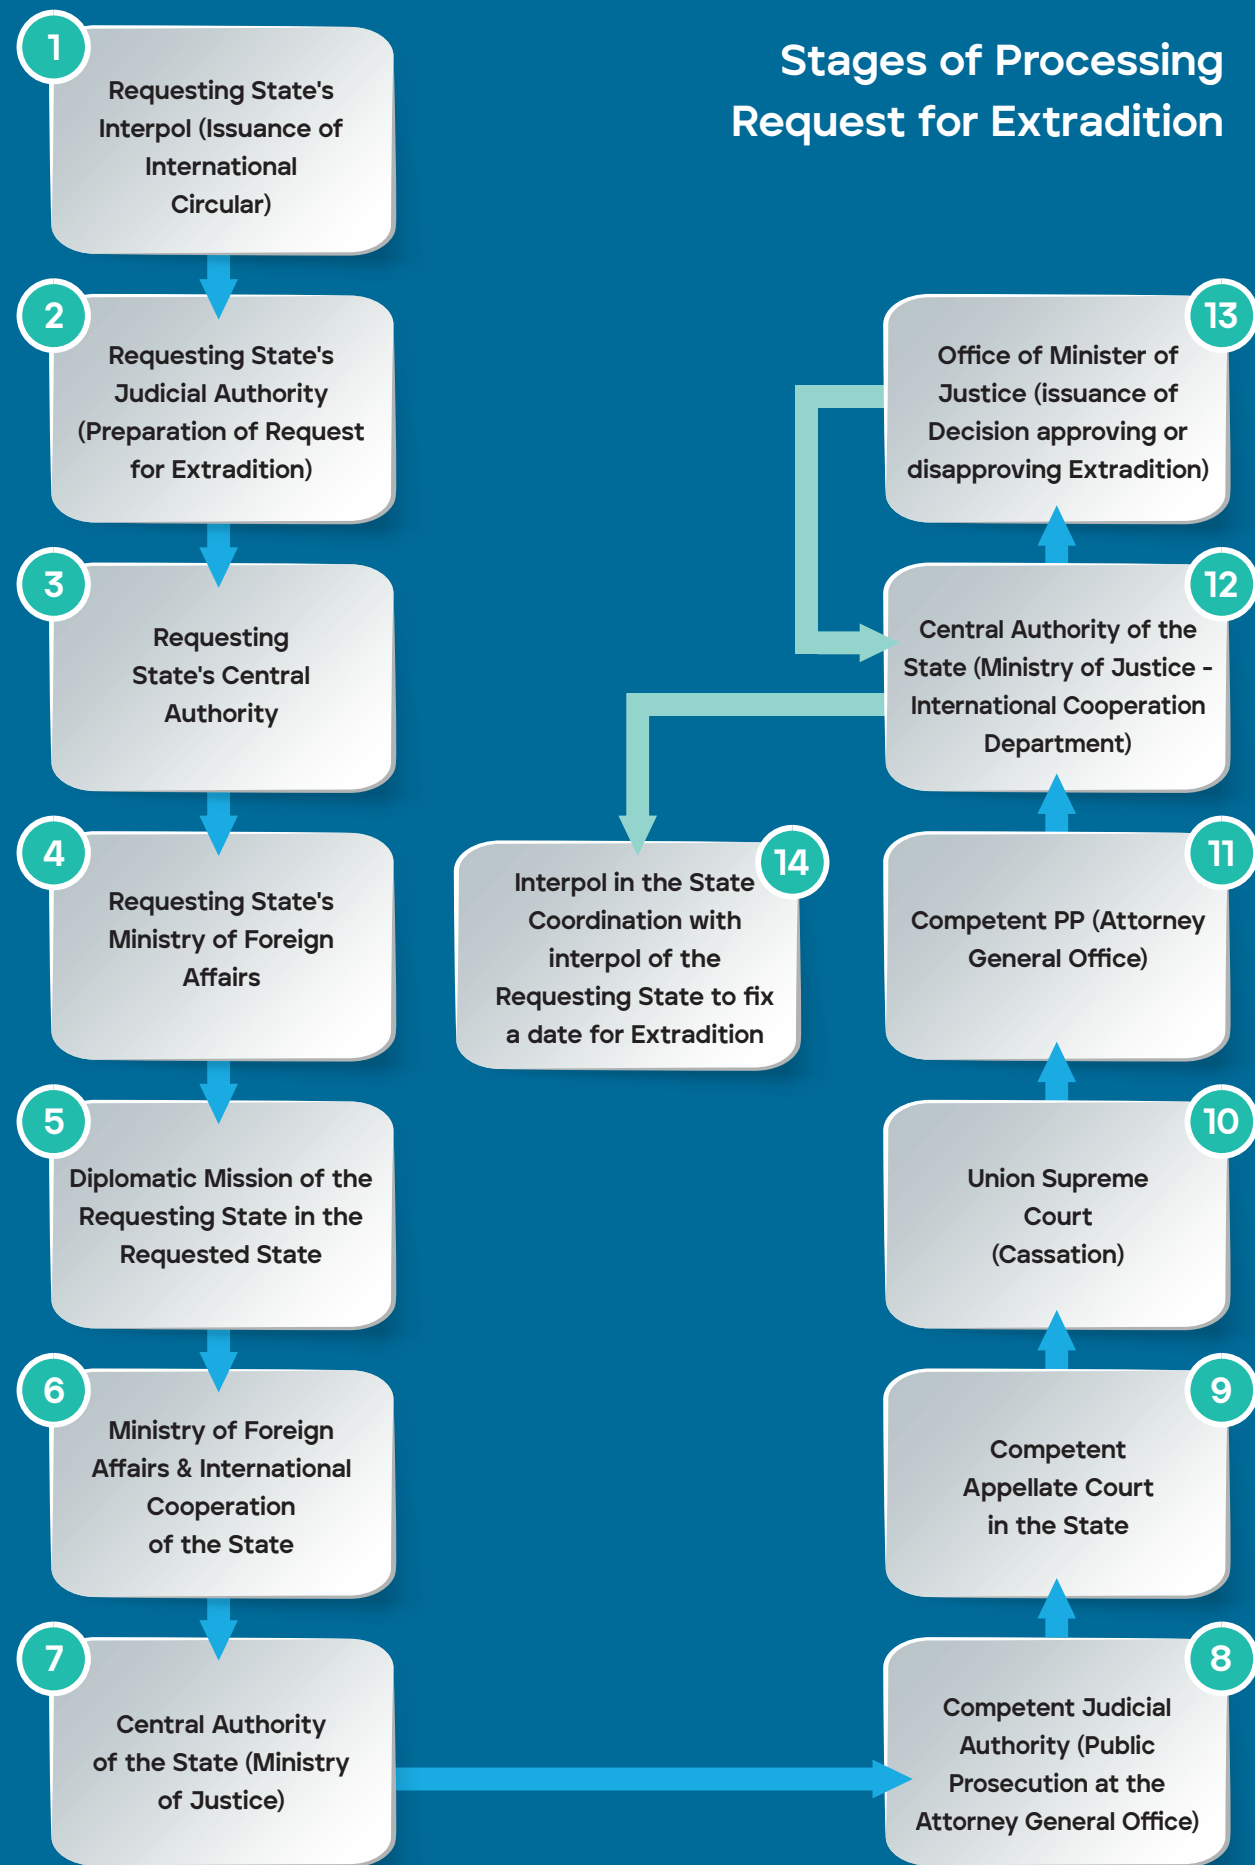 Stages of Processing
Request for Extradition
1
Requesting State's
Interpol (Issuance of
International
Circular)
2
Requesting State's
Judicial Authority
(Preparation of Request
for Extradition)
3
Requesting
State's Central
Authority
4
Requesting State's
Ministry of Foreign
Affairs
5
Diplomatic Mission of the
Requesting State in the
Requested State
6
Ministry of Foreign
Affairs & International
Cooperation
of the State
7
Central Authority
of the State (Ministry
of Justice)
8
Competent Judicial
Authority (Public
Prosecution at the
Attorney General Office)
9
Competent
Appellate Court
in the State
10
Union Supreme
Court
(Cassation)
11
Competent PP (Attorney
General Office)
12
Central Authority of the
State (Ministry of Justice -
International Cooperation
Department)
13
Office of Minister of
Justice (issuance of
Decision approving or
disapproving Extradition)
14
Interpol in the State
Coordination with
interpol of the
Requesting State to fix
a date for Extradition